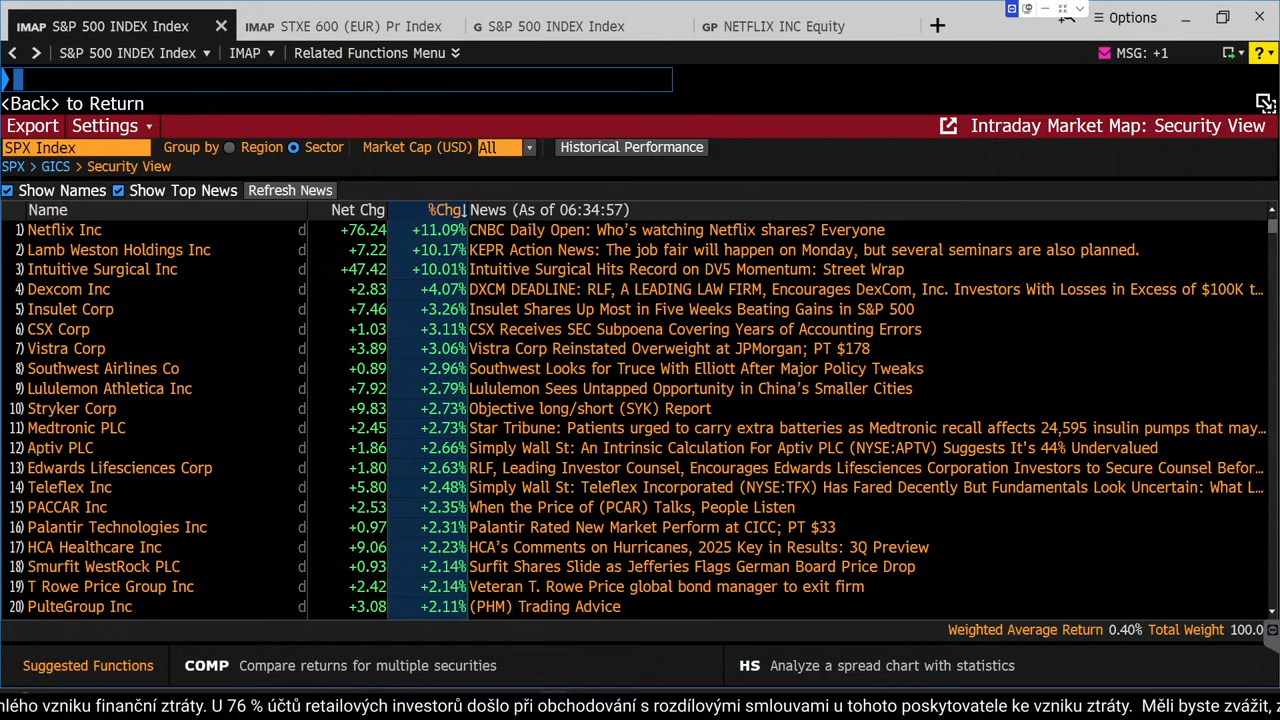 IMAP S&P 500 INDEX Index
IMAP STXE 600 (EUR) Pr Index
G S&P 500 INDEX Index
GP NETFLIX INC Equity
Options
S&P 500 INDEX Index
IMAP
Related Functions Menu
MSG: +1
?
<Back> to Return
Export Settings
Intraday Market Map: Security View
SPX Index Group by Region Sector Market Cap (USD) All Historical Performance
SPX > GICS > Security View
Show Names Show Top News Refresh News
Name Net Chg %Chg↓ News (As of 06:34:57)
1) Netflix Inc d +76.24 +11.09% CNBC Daily Open: Who's watching Netflix shares? Everyone
2) Lamb Weston Holdings Inc d +7.22 +10.17% KEPR Action News: The job fair will happen on Monday, but several seminars are also planned.
3) Intuitive Surgical Inc d +47.42 +10.01% Intuitive Surgical Hits Record on DV5 Momentum: Street Wrap
4) Dexcom Inc d +2.83 +4.07% DXCM DEADLINE: RLF, A LEADING LAW FIRM, Encourages DexCom, Inc. Investors With Losses in Excess of $100K t...
5) Insulet Corp d +7.46 +3.26% Insulet Shares Up Most in Five Weeks Beating Gains in S&P 500
6) CSX Corp d +1.03 +3.11% CSX Receives SEC Subpoena Covering Years of Accounting Errors
7) Vistra Corp d +3.89 +3.06% Vistra Corp Reinstated Overweight at JPMorgan; PT $178
8) Southwest Airlines Co d +0.89 +2.96% Southwest Looks for Truce With Elliott After Major Policy Tweaks
9) Lululemon Athletica Inc d +7.92 +2.79% Lululemon Sees Untapped Opportunity in China's Smaller Cities
10) Stryker Corp d +9.83 +2.73% Objective long/short (SYK) Report
11) Medtronic PLC d +2.45 +2.73% Star Tribune: Patients urged to carry extra batteries as Medtronic recall affects 24,595 insulin pumps that may...
12) Aptiv PLC d +1.86 +2.66% Simply Wall St: An Intrinsic Calculation For Aptiv PLC (NYSE:APTV) Suggests It's 44% Undervalued
13) Edwards Lifesciences Corp d +1.80 +2.63% RLF, Leading Investor Counsel, Encourages Edwards Lifesciences Corporation Investors to Secure Counsel Befor...
14) Teleflex Inc d +5.80 +2.48% Simply Wall St: Teleflex Incorporated (NYSE:TFX) Has Fared Decently But Fundamentals Look Uncertain: What L...
15) PACCAR Inc d +2.53 +2.35% When the Price of (PCAR) Talks, People Listen
16) Palantir Technologies Inc d +0.97 +2.31% Palantir Rated New Market Perform at CICC; PT $33
17) HCA Healthcare Inc d +9.06 +2.23% HCA's Comments on Hurricanes, 2025 Key in Results: 3Q Preview
18) Smurfit WestRock PLC d +0.93 +2.14% Surfit Shares Slide as Jefferies Flags German Board Price Drop
19) T Rowe Price Group Inc d +2.42 +2.14% Veteran T. Rowe Price global bond manager to exit firm
20) PulteGroup Inc d +3.08 +2.11% (PHM) Trading Advice
Weighted Average Return 0.40% Total Weight 100.0
Suggested Functions COMP Compare returns for multiple securities HS Analyze a spread chart with statistics
hlého vzniku finanční ztráty. U 76 % účtů retailových investorů došlo při obchodování s rozdílovými smlouvami u tohoto poskytovatele ke vzniku ztráty. Měli byste zvážit, z